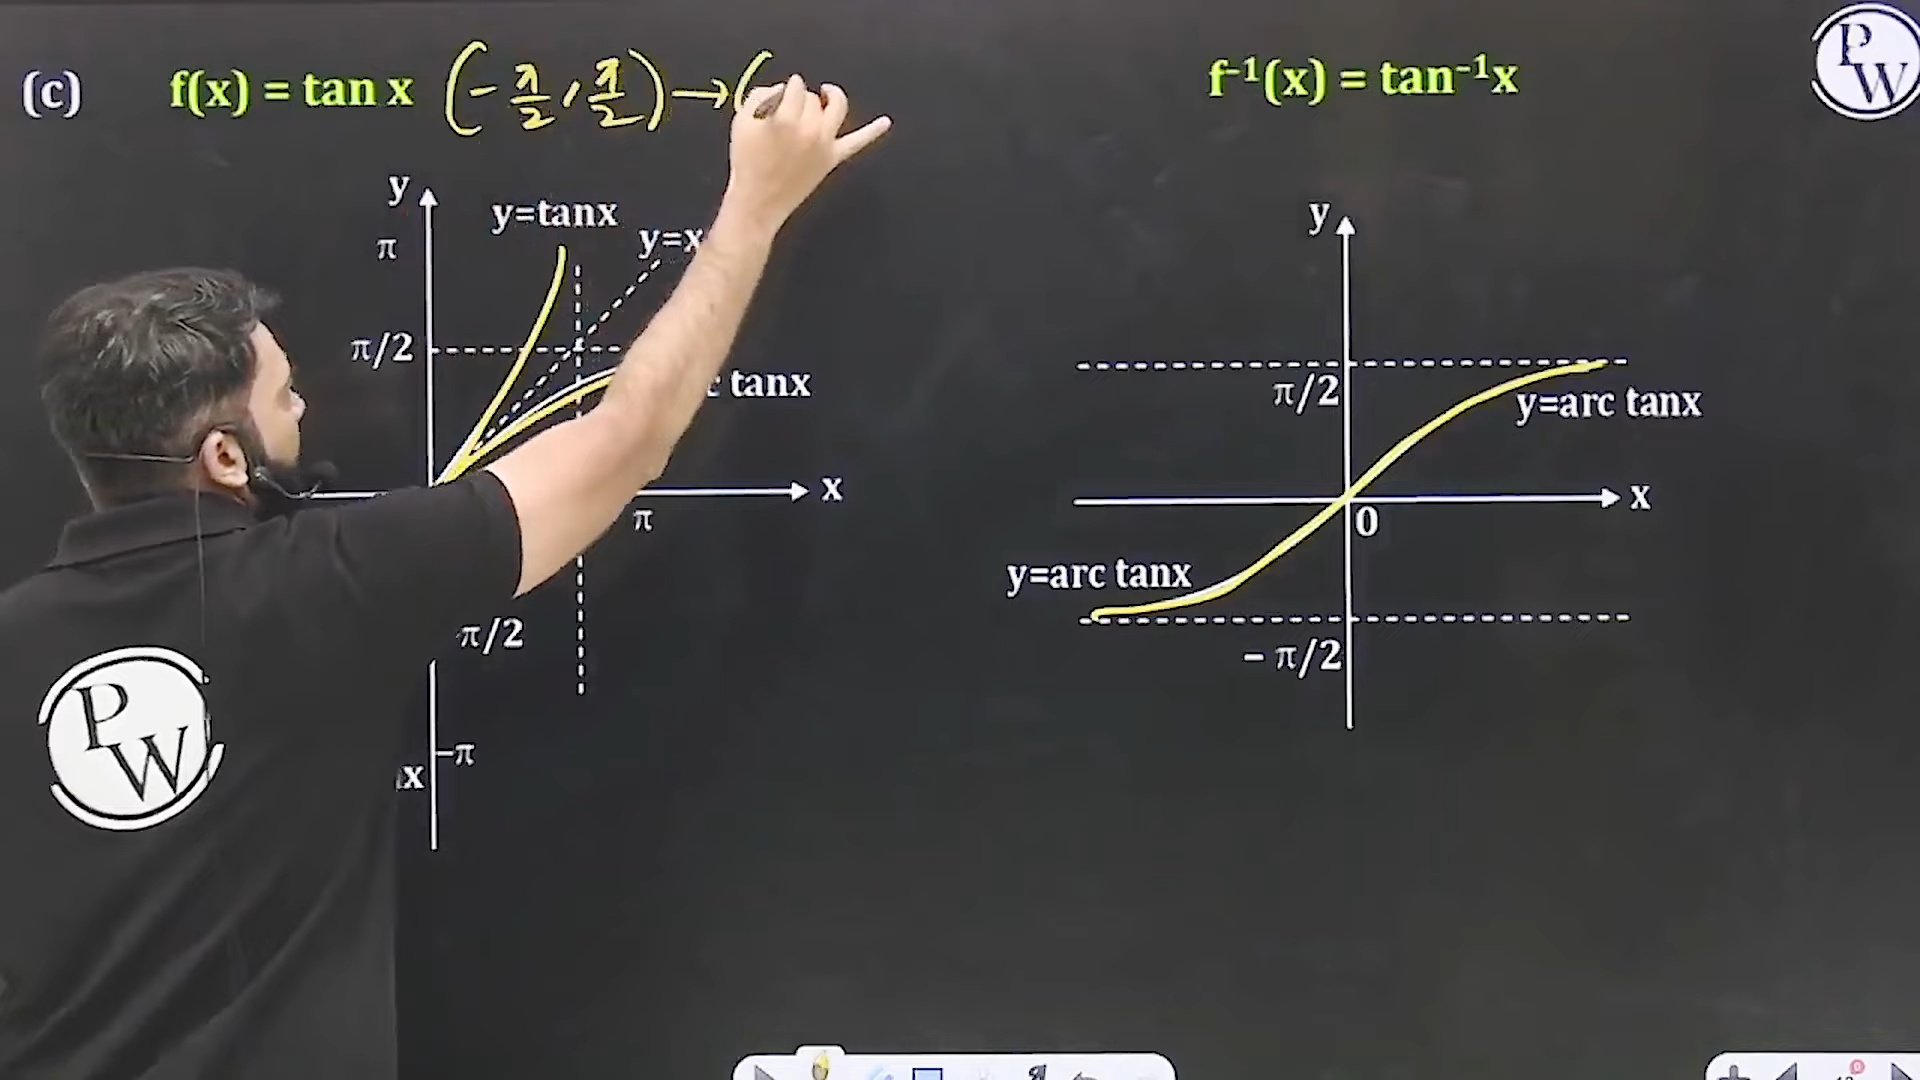 (c) f(x) = tan x (-π/2, π/2) → (
f⁻¹(x) = tan⁻¹x
PW
y
y=tanx
y=x
π
π/2
tanx
x
π
π/2
-π
x
y
π/2
y=arc tanx
x
0
y=arc tanx
– π/2
PW